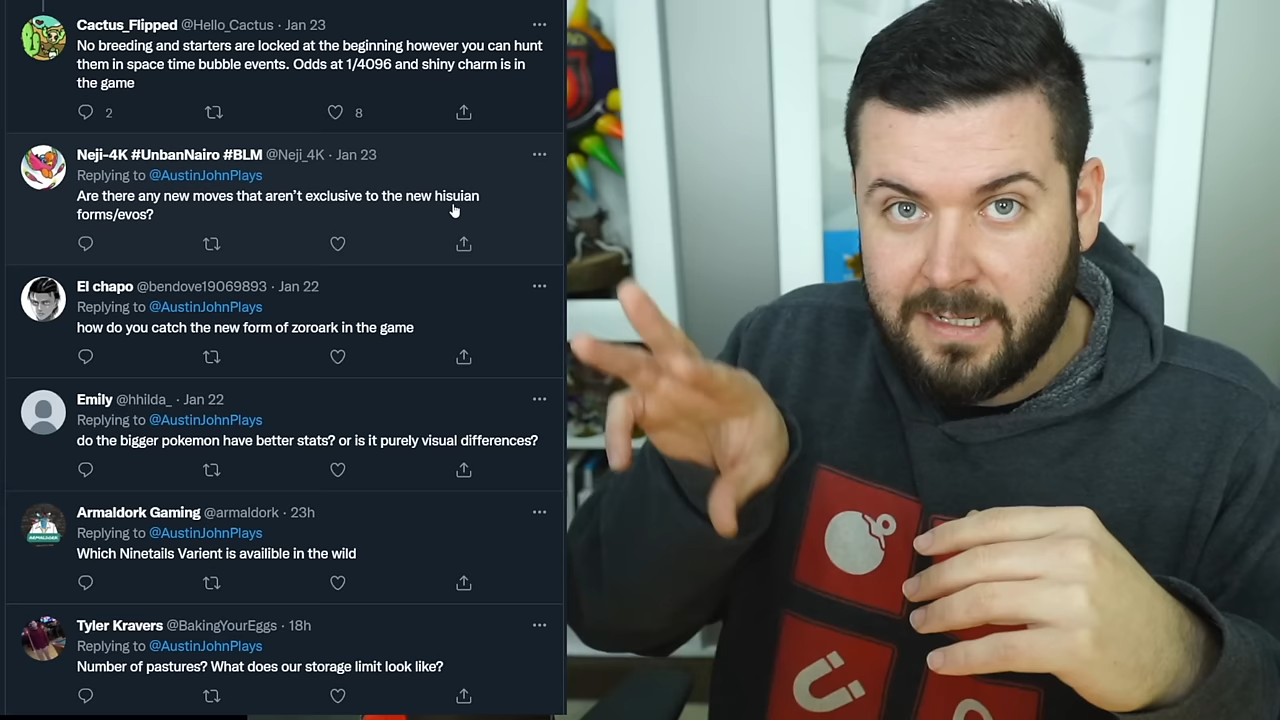 Cactus_Flipped @Hello_Cactus · Jan 23
No breeding and starters are locked at the beginning however you can hunt
them in space time bubble events. Odds at 1/4096 and shiny charm is in
the game
2 8
Neji-4K #UnbanNairo #BLM @Neji_4K · Jan 23
Replying to @AustinJohnPlays
Are there any new moves that aren't exclusive to the new hisuian
forms/evos?
El chapo @bendove19069893 · Jan 22
Replying to @AustinJohnPlays
how do you catch the new form of zoroark in the game
Emily @hhilda_ · Jan 22
Replying to @AustinJohnPlays
do the bigger pokemon have better stats? or is it purely visual differences?
Armaldork Gaming @armaldork · 23h
Replying to @AustinJohnPlays
Which Ninetails Varient is availible in the wild
Tyler Kravers @BakingYourEggs · 18h
Replying to @AustinJohnPlays
Number of pastures? What does our storage limit look like?